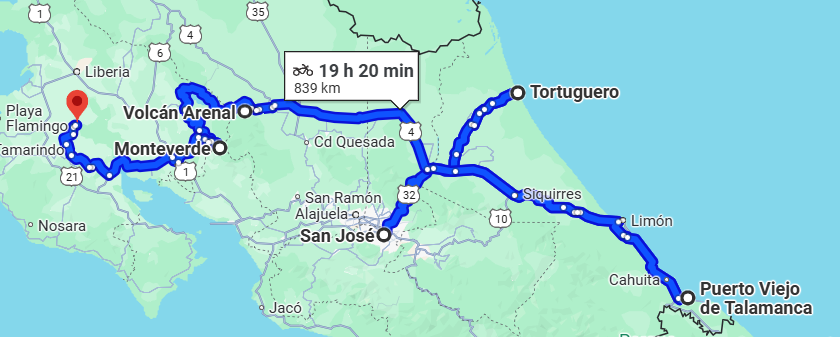 1
35
4
6
19 h 20 min
839 km
Liberia
Tortuguero
Playa
Flamingo
Volcán Arenal
4
Tamarindo
Monteverde
Cd Quesada
21
1
32
Siquirres
San Ramón
Alajuela
10
Limón
Nosara
San José
Cahuita
Puerto Viejo
de Talamanca
Jacó